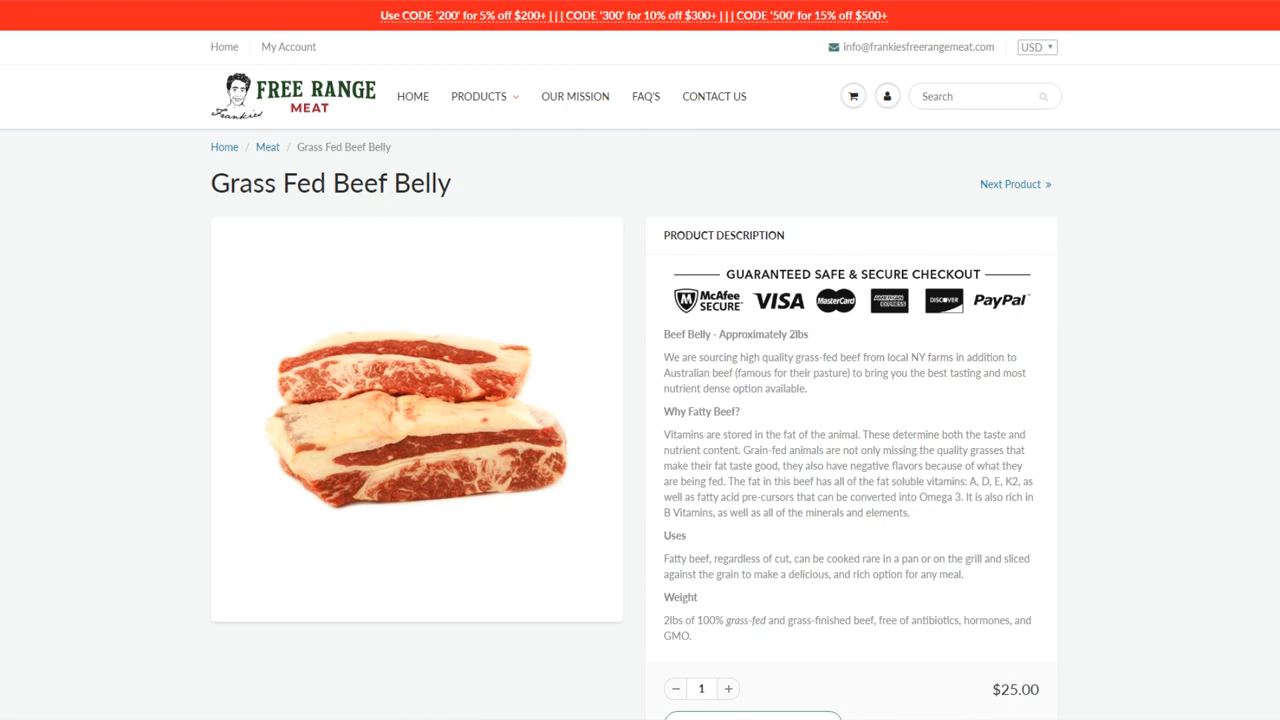 Use CODE '200' for 5% off $200+ | | | CODE '300' for 10% off $300+ | | | CODE '500' for 15% off $500+
Home My Account info@frankiesfreerangemeat.com USD
Frankies FREE RANGE MEAT
HOME PRODUCTS OUR MISSION FAQ'S CONTACT US Search
Home / Meat / Grass Fed Beef Belly
Grass Fed Beef Belly
Next Product »
PRODUCT DESCRIPTION
GUARANTEED SAFE & SECURE CHECKOUT
McAfee SECURE™ VISA MasterCard AMERICAN EXPRESS DISCOVER PayPal™
Beef Belly - Approximately 2lbs
We are sourcing high quality grass-fed beef from local NY farms in addition to
Australian beef (famous for their pasture) to bring you the best tasting and most
nutrient dense option available.
Why Fatty Beef?
Vitamins are stored in the fat of the animal. These determine both the taste and
nutrient content. Grain-fed animals are not only missing the quality grasses that
make their fat taste good, they also have negative flavors because of what they
are being fed. The fat in this beef has all of the fat soluble vitamins: A, D, E, K2, as
well as fatty acid pre-cursors that can be converted into Omega 3. It is also rich in
B Vitamins, as well as all of the minerals and elements.
Uses
Fatty beef, regardless of cut, can be cooked rare in a pan or on the grill and sliced
against the grain to make a delicious, and rich option for any meal.
Weight
2lbs of 100% grass-fed and grass-finished beef, free of antibiotics, hormones, and
GMO.
− 1 + $25.00